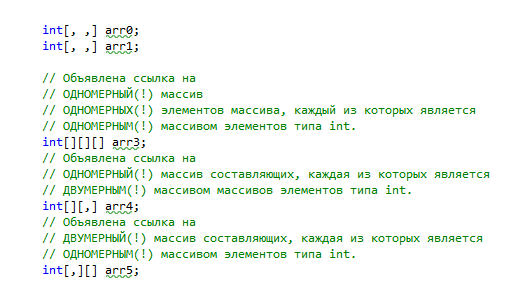 int[, ,] arr0;
int[, ,] arr1;
// Объявлена ссылка на
// ОДНОМЕРНЫЙ(!) массив
// ОДНОМЕРНЫХ(!) элементов массива, каждый из которых является
// ОДНОМЕРНЫМ(!) массивом элементов типа int.
int[][][] arr3;
// Объявлена ссылка на
// ОДНОМЕРНЫЙ(!) массив составляющих, каждая из которых является
// ДВУМЕРНЫМ(!) массивом массивов элементов типа int.
int[][,] arr4;
// Объявлена ссылка на
// ДВУМЕРНЫЙ(!) массив составляющих, каждая из которых является
// ОДНОМЕРНЫМ(!) массивом элементов типа int.
int[,][] arr5;